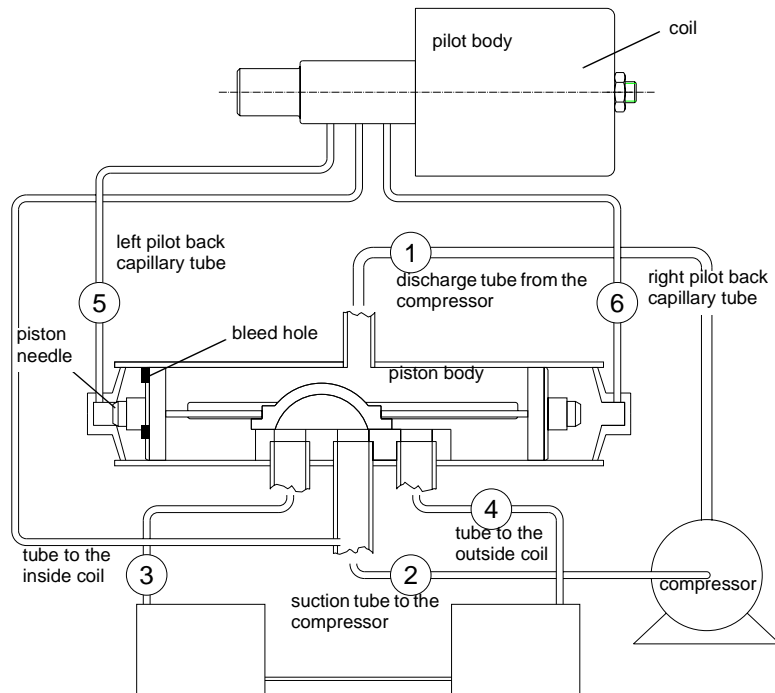 pilot body
coil
left pilot back
capillary tube
1
discharge tube from the
compressor
right pilot back
capillary tube
5
6
piston
needle
bleed hole
piston body
4
tube to the
outside coil
tube to the
inside coil
3
2
suction tube to the
compressor
compressor